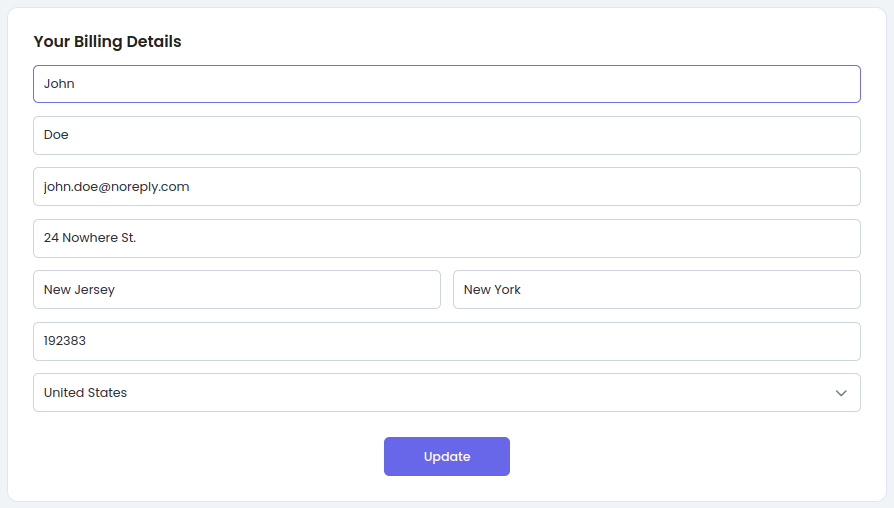 Your Billing Details
John
Doe
john.doe@noreply.com
24 Nowhere St.
New Jersey
New York
192383
United States
Update